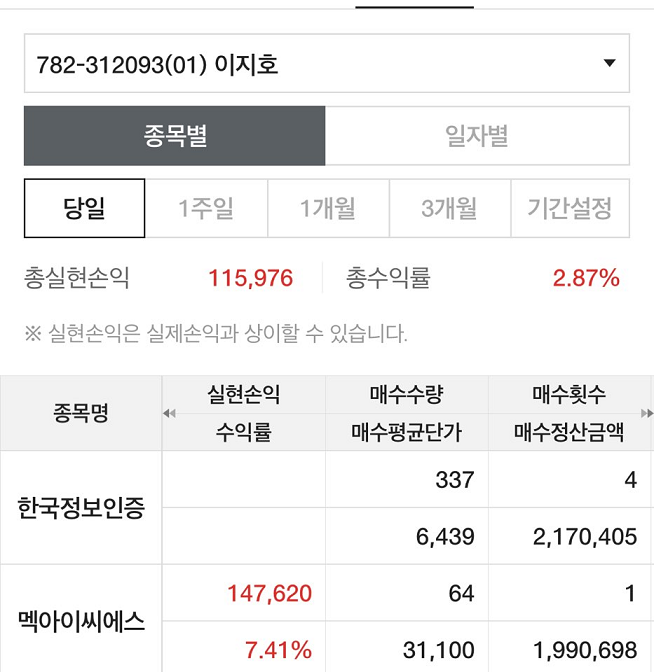 782-312093(01) 이지호
종목별 일자별
당일 1주일 1개월 3개월 기간설정
총실현손익 115,976 총수익률 2.87%
※ 실현손익은 실제손익과 상이할 수 있습니다.
종목명 실현손익 매수수량 매수횟수
수익률 매수평균단가 매수정산금액
한국정보인증 337 4
6,439 2,170,405
멕아이씨에스 147,620 64 1
7.41% 31,100 1,990,698